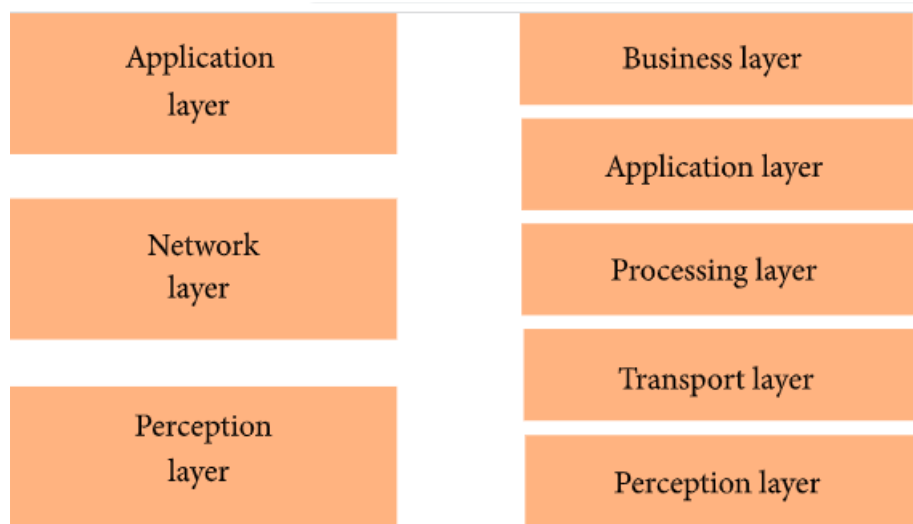 Application
layer
Network
layer
Perception
layer
Business layer
Application layer
Processing layer
Transport layer
Perception layer